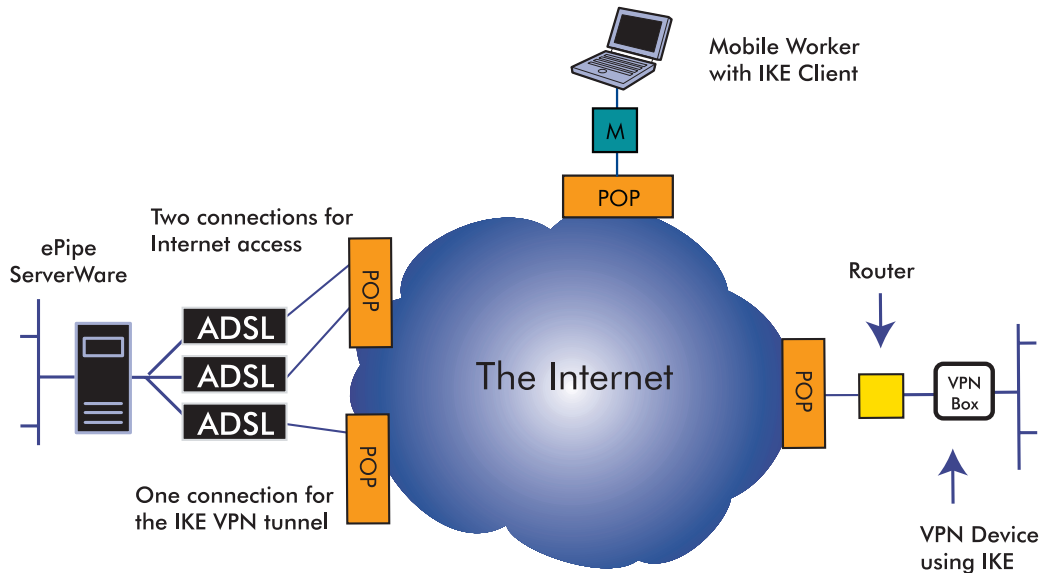 Mobile Worker
with IKE Client
M
POP
Two connections for
Internet access
ePipe
ServerWare
POP
ADSL
ADSL
ADSL
POP
One connection for
the IKE VPN tunnel
The Internet
POP
Router
VPN
Box
VPN Device
using IKE